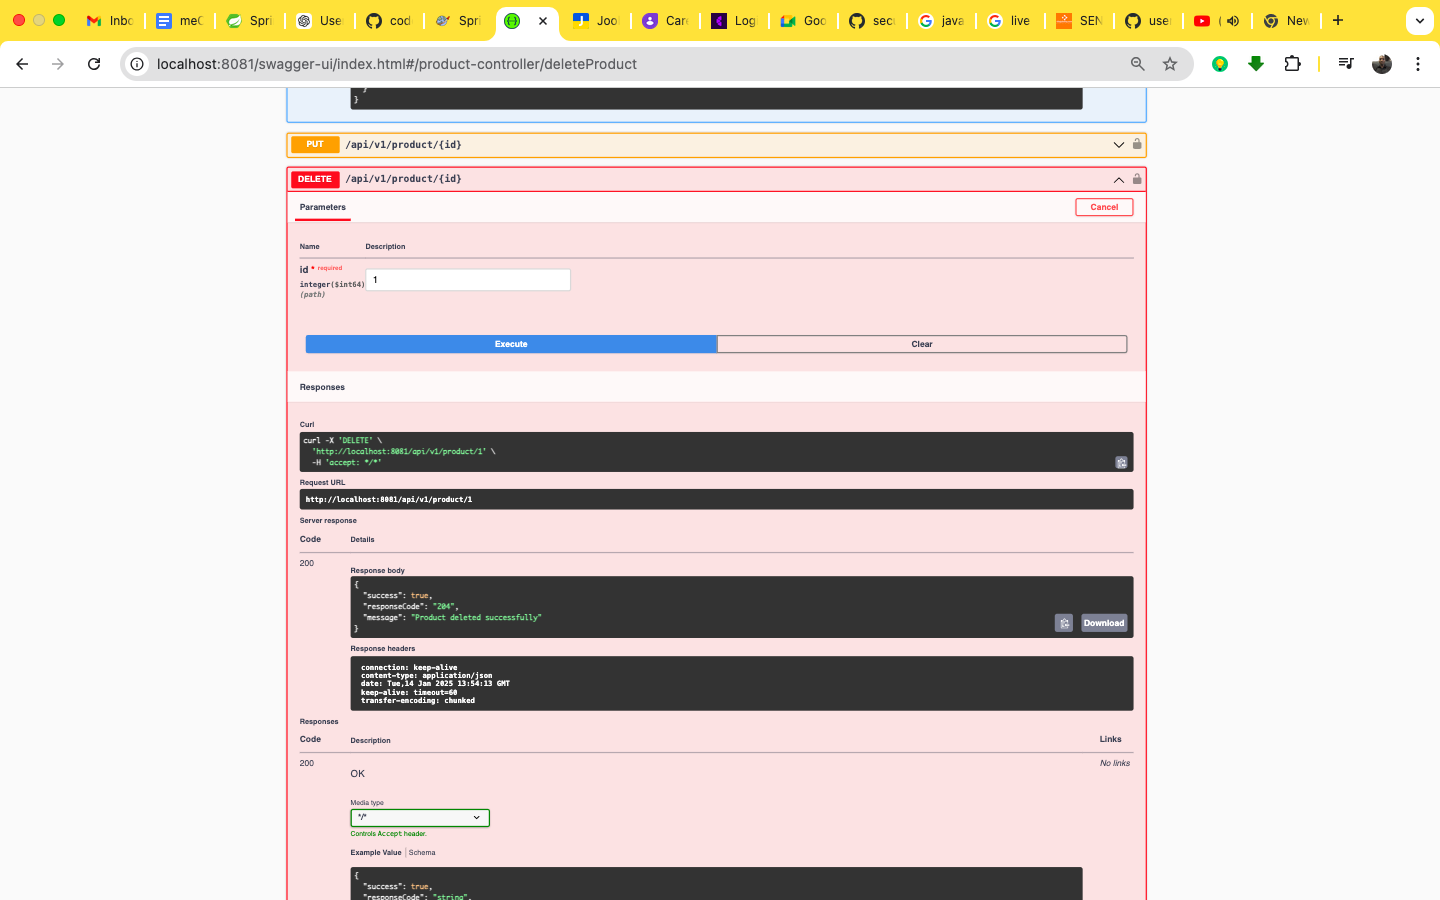 Inbo
meC
Spri
User
cod
Spri
Joo
Care
Log
Goo
secu
java
live
SEN
user
(
New
localhost:8081/swagger-ui/index.html#/product-controller/deleteProduct
}
}
PUT /api/v1/product/{id}
DELETE /api/v1/product/{id}
Parameters
Cancel
Name Description
id * required
1
integer($int64)
(path)
Execute Clear
Responses
Curl
curl -X 'DELETE' \
'http://localhost:8081/api/v1/product/1' \
-H 'accept: */*'
Request URL
http://localhost:8081/api/v1/product/1
Server response
Code Details
200
Response body
{
"success": true,
"responseCode": "204",
"message": "Product deleted successfully"
}
Download
Response headers
connection: keep-alive
content-type: application/json
date: Tue,14 Jan 2025 13:54:13 GMT
keep-alive: timeout=60
transfer-encoding: chunked
Responses
Code Description Links
200 No links
OK
Media type
*/*
Controls Accept header.
Example Value | Schema
{
"success": true,
"responseCode": "string",